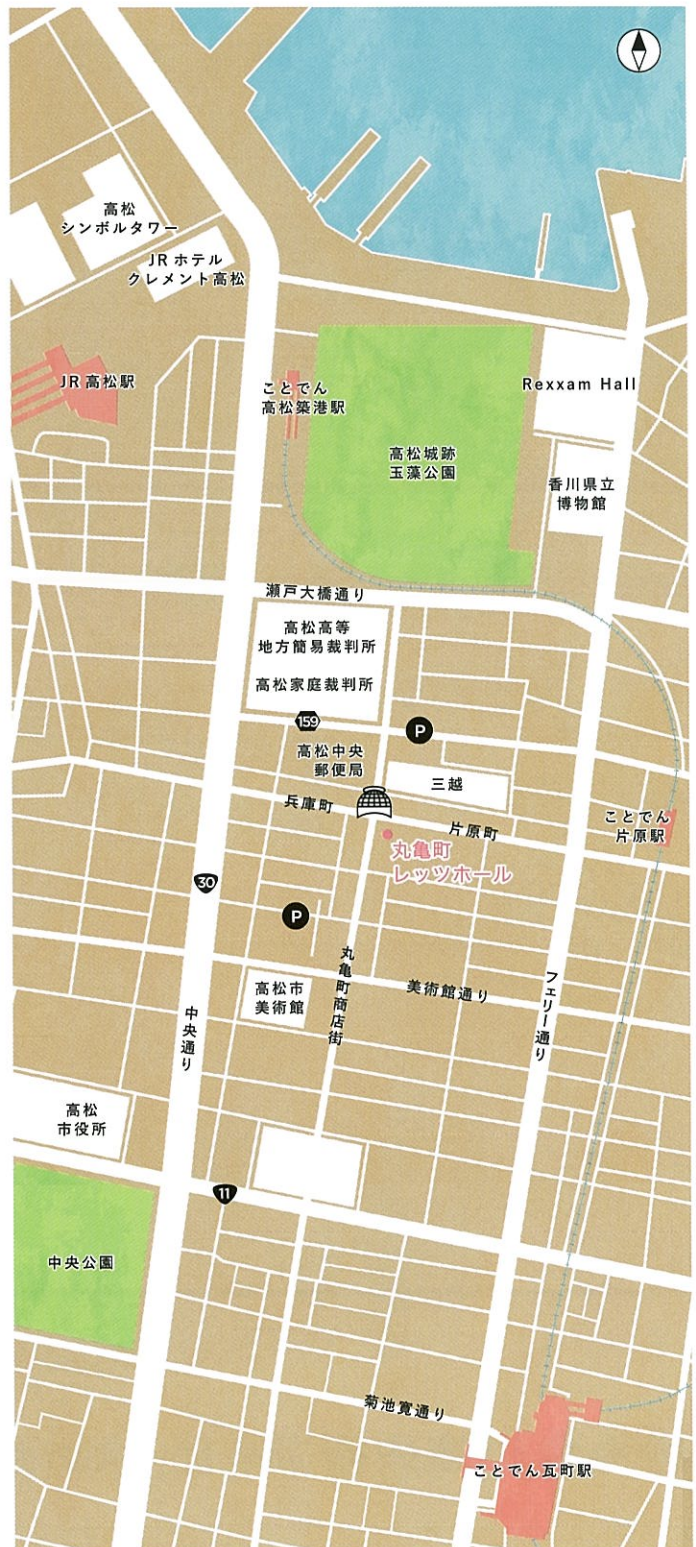 高松
シンボルタワー
JRホテル
クレメント高松
JR高松駅
ことでん
高松築港駅
Rexxam Hall
高松城跡
玉藻公園
香川県立
博物館
瀬戸大橋通り
高松高等
地方簡易裁判所
高松家庭裁判所
159
P
高松中央
郵便局
三越
兵庫町
片原町
ことでん
片原駅
丸亀町
レッツホール
30
P
丸亀町商店街
美術館通り
フェリー通り
高松市
美術館
中央通り
高松
市役所
11
中央公園
菊池寛通り
ことでん瓦町駅